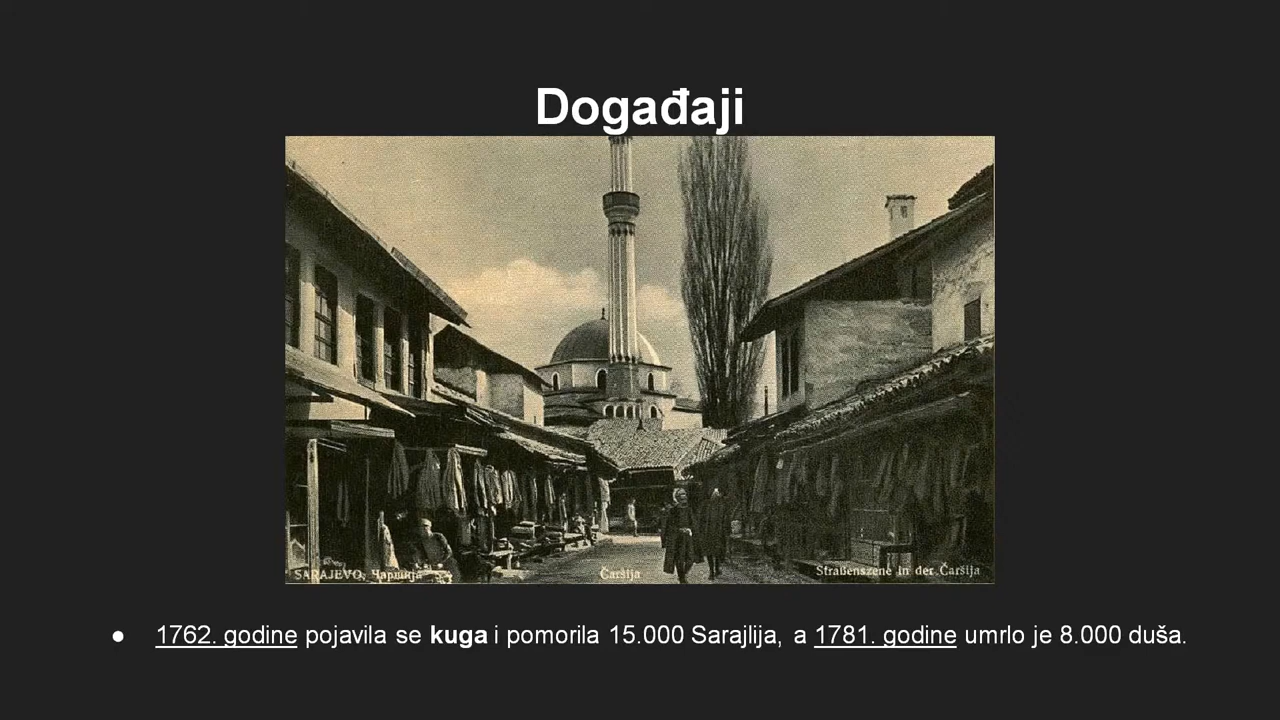 Događaji
SARAJEVO, Чаршија
Čaršija
Straßenszene in der Čaršija
● 1762. godine pojavila se kuga i pomorila 15.000 Sarajlija, a 1781. godine umrlo je 8.000 duša.